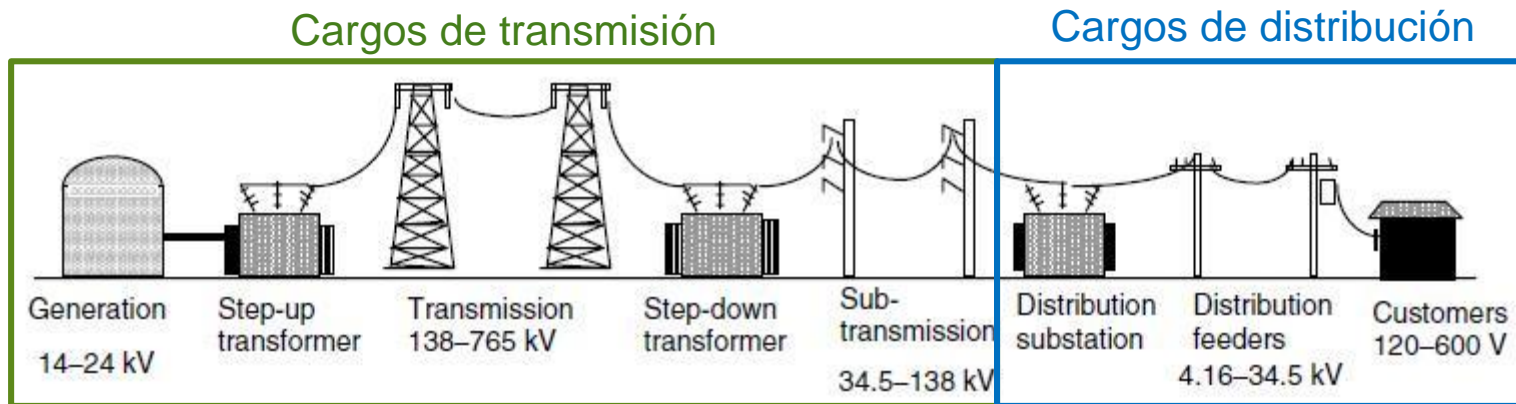 Cargos de transmisión
Cargos de distribución
Generation
14–24 kV
Step-up
transformer
Transmission
138–765 kV
Step-down
transformer
Sub-
transmission
34.5–138 kV
Distribution
substation
Distribution
feeders
4.16–34.5 kV
Customers
120–600 V